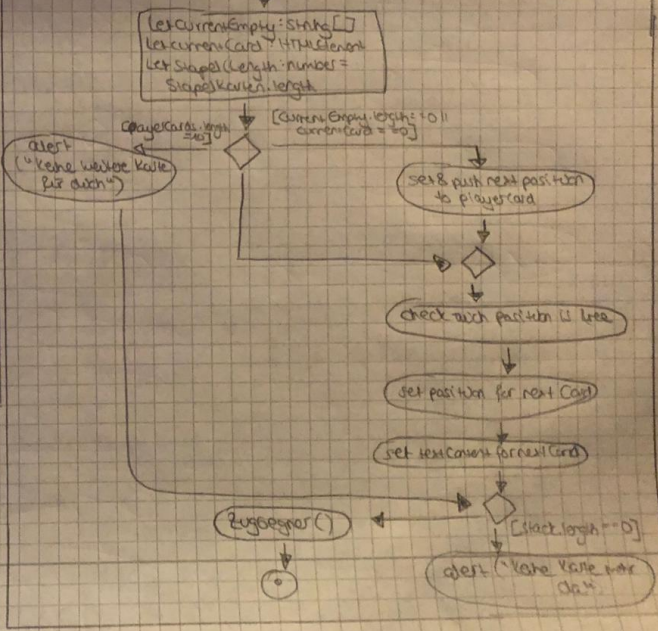 let currentEmpty: string[]
let currentCard: HTMLElement
let StapelLength: number =
Stapelkarten.length
[playerCards.length
==10]
[currentEmpty.length==0||
currentCard ==0]
alert
("Keine weitere Karte
für dich")
set & push next position
to playerCard
check which position is free
set position for next Card
set textContent for next Card
Zuggegner()
[stack.length==0]
alert ("Keine Karte mehr
da"